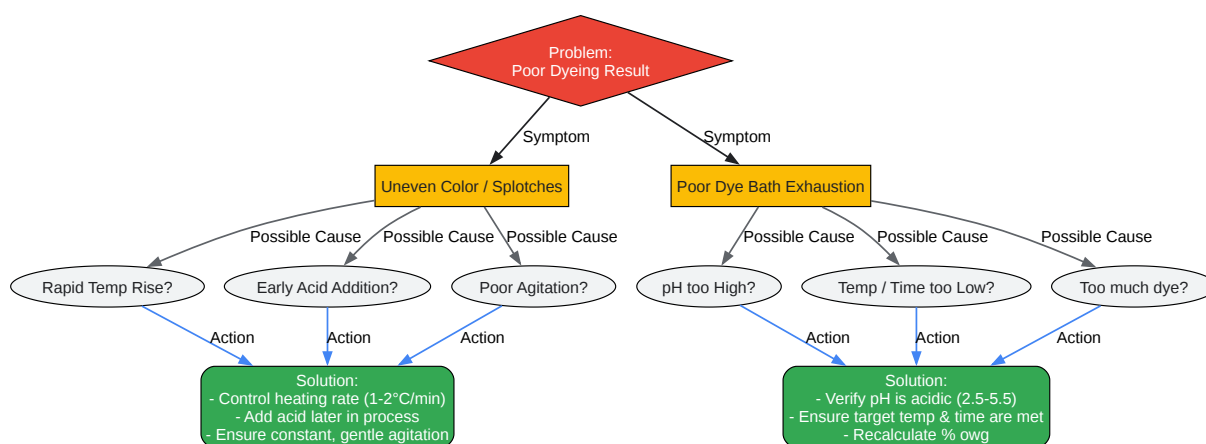 Problem:
Poor Dyeing Result
Symptom
Symptom
Uneven Color / Splotches
Poor Dye Bath Exhaustion
Possible Cause
Possible Cause
Possible Cause
Possible Cause
Possible Cause
Possible Cause
Rapid Temp Rise?
Early Acid Addition?
Poor Agitation?
pH too High?
Temp / Time too Low?
Too much dye?
Action
Action
Action
Action
Action
Action
Solution:
- Control heating rate (1-2°C/min)
- Add acid later in process
- Ensure constant, gentle agitation
Solution:
- Verify pH is acidic (2.5-5.5)
- Ensure target temp & time are met
- Recalculate % owg